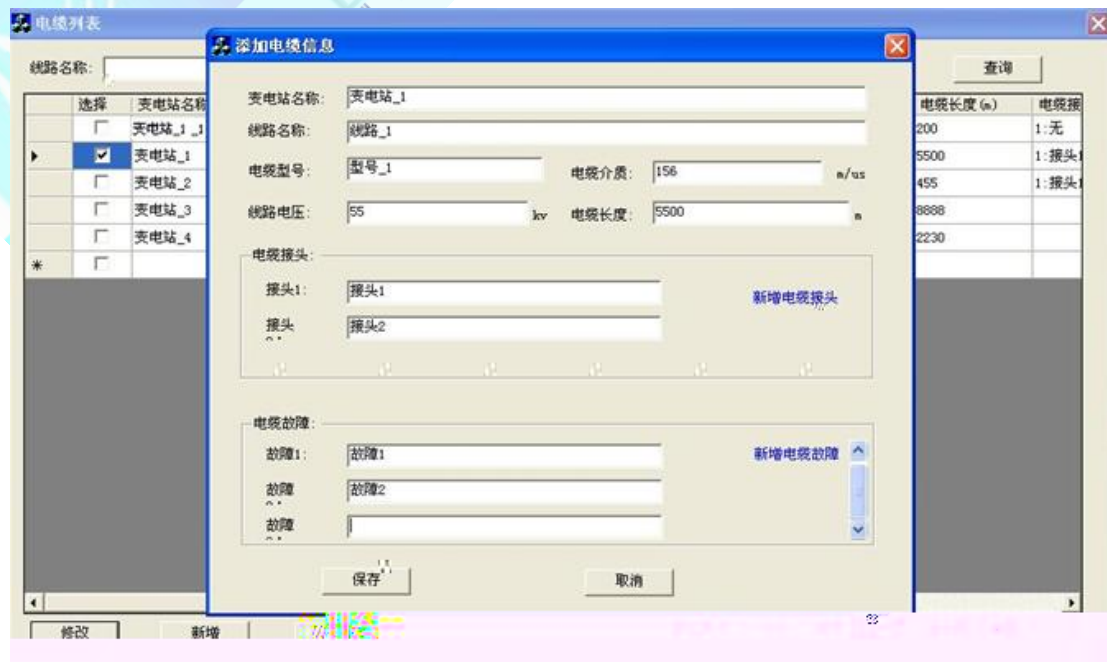 电缆列表
添加电缆信息
线路名称:
查询
选择 变电站名称 电缆长度(m) 电缆接
变电站_1 _1 200 1:无
变电站_1 5500 1:接头1
变电站_2 455 1:接头1
变电站_3 8888
变电站_4 2230
变电站名称: 变电站_1
线路名称: 线路_1
电缆型号: 型号_1 电缆介质: 156 m/us
线路电压: 55 kv 电缆长度: 5500 m
电缆接头:
接头1: 接头1
新增电缆接头
接头 接头2
电缆故障:
故障1: 故障1
新增电缆故障
故障 故障2
故障
保存 取消
修改 新增